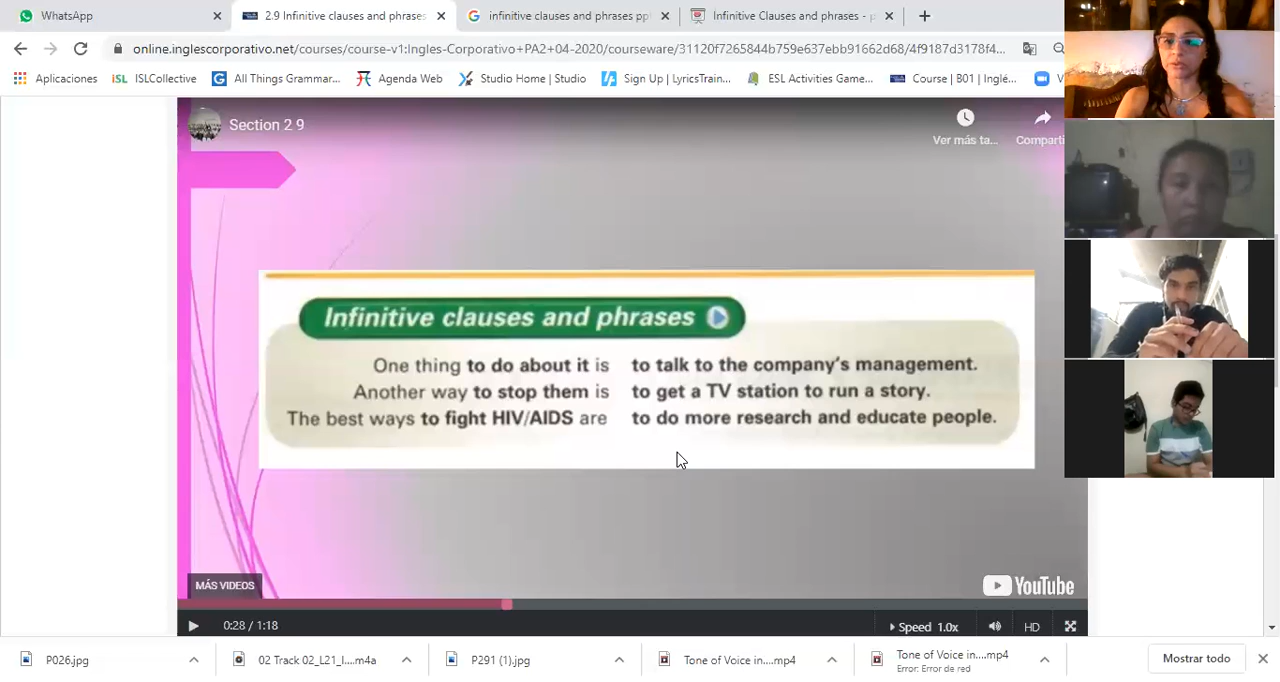 WhatsApp
2.9 Infinitive clauses and phrases
infinitive clauses and phrases pp
Infinitive Clauses and phrases - p
online.inglescorporativo.net/courses/course-v1:Ingles-Corporativo+PA2+04-2020/courseware/31120f7265844b759e637ebb91662d68/4f9187d3178f4...
Aplicaciones
iSL ISLCollective
G All Things Grammar...
Agenda Web
Studio Home | Studio
Sign Up | LyricsTrain...
ESL Activities Game...
Course | B01 | Inglé...
Section 2 9
Ver más ta...
Comparti
Infinitive clauses and phrases
One thing to do about it is to talk to the company's management.
Another way to stop them is to get a TV station to run a story.
The best ways to fight HIV/AIDS are to do more research and educate people.
MÁS VIDEOS
YouTube
0:28 / 1:18
Speed 1.0x
HD
P026.jpg
02 Track 02_L21_I....m4a
P291 (1).jpg
Tone of Voice in....mp4
Tone of Voice in....mp4
Error: Error de red
Mostrar todo